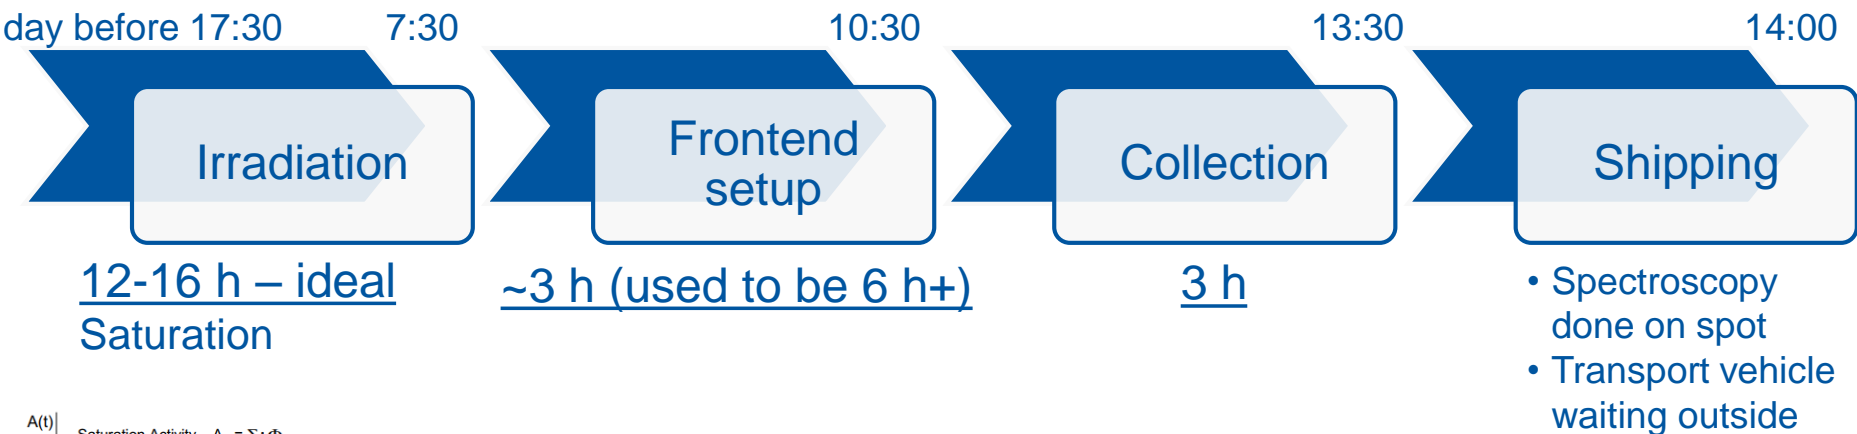 day before 17:30 7:30 10:30 13:30 14:00
Irradiation
Frontend
setup
Collection
Shipping
12-16 h – ideal
Saturation
~3 h (used to be 6 h+)
3 h
• Spectroscopy
done on spot
• Transport vehicle
waiting outside
A(t)